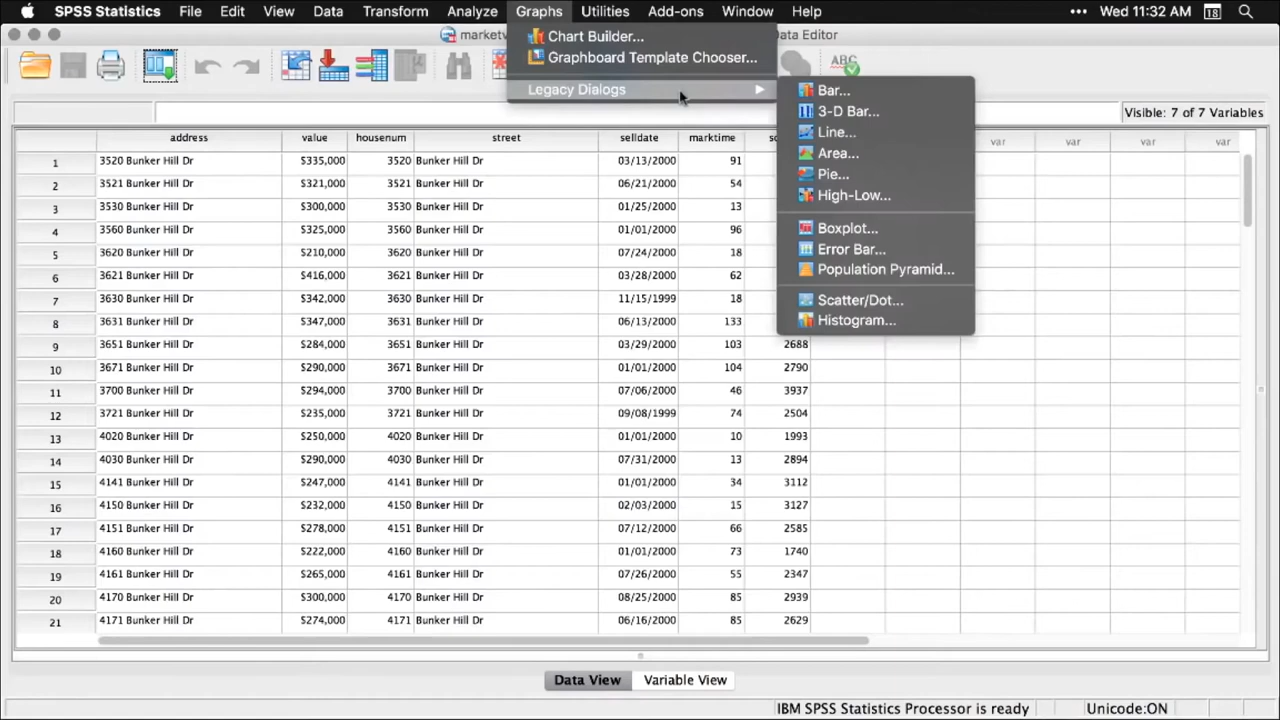 SPSS Statistics File Edit View Data Transform Analyze Graphs Utilities Add-ons Window Help ••• Wed 11:32 AM 18
Data Editor
Chart Builder...
Graphboard Template Chooser...
Legacy Dialogs
Bar...
3-D Bar...
Line...
Area...
Pie...
High-Low...
Boxplot...
Error Bar...
Population Pyramid...
Scatter/Dot...
Histogram...
ABC
Visible: 7 of 7 Variables
address value housenum street selldate marktime var var var var
1 3520 Bunker Hill Dr $335,000 3520 Bunker Hill Dr 03/13/2000 91
2 3521 Bunker Hill Dr $321,000 3521 Bunker Hill Dr 06/21/2000 54
3 3530 Bunker Hill Dr $300,000 3530 Bunker Hill Dr 01/25/2000 13
4 3560 Bunker Hill Dr $325,000 3560 Bunker Hill Dr 07/01/2000 96
5 3620 Bunker Hill Dr $210,000 3620 Bunker Hill Dr 07/24/2000 18
6 3621 Bunker Hill Dr $416,000 3621 Bunker Hill Dr 03/28/2000 62
7 3630 Bunker Hill Dr $342,000 3630 Bunker Hill Dr 11/15/1999 18
8 3631 Bunker Hill Dr $347,000 3631 Bunker Hill Dr 06/13/2000 133
9 3651 Bunker Hill Dr $284,000 3651 Bunker Hill Dr 03/29/2000 103 2688
10 3671 Bunker Hill Dr $290,000 3671 Bunker Hill Dr 01/01/2000 104 2790
11 3700 Bunker Hill Dr $294,000 3700 Bunker Hill Dr 07/06/2000 46 3937
12 3721 Bunker Hill Dr $235,000 3721 Bunker Hill Dr 09/08/1999 74 2504
13 4020 Bunker Hill Dr $250,000 4020 Bunker Hill Dr 01/01/2000 10 1993
14 4030 Bunker Hill Dr $290,000 4030 Bunker Hill Dr 07/31/2000 13 2894
15 4141 Bunker Hill Dr $247,000 4141 Bunker Hill Dr 01/01/2000 34 3112
16 4150 Bunker Hill Dr $232,000 4150 Bunker Hill Dr 02/03/2000 15 3127
17 4151 Bunker Hill Dr $278,000 4151 Bunker Hill Dr 07/12/2000 66 2585
18 4160 Bunker Hill Dr $222,000 4160 Bunker Hill Dr 01/01/2000 73 1740
19 4161 Bunker Hill Dr $265,000 4161 Bunker Hill Dr 07/26/2000 55 2347
20 4170 Bunker Hill Dr $300,000 4170 Bunker Hill Dr 08/25/2000 85 2939
21 4171 Bunker Hill Dr $274,000 4171 Bunker Hill Dr 06/16/2000 85 2629
Data View Variable View
IBM SPSS Statistics Processor is ready Unicode:ON